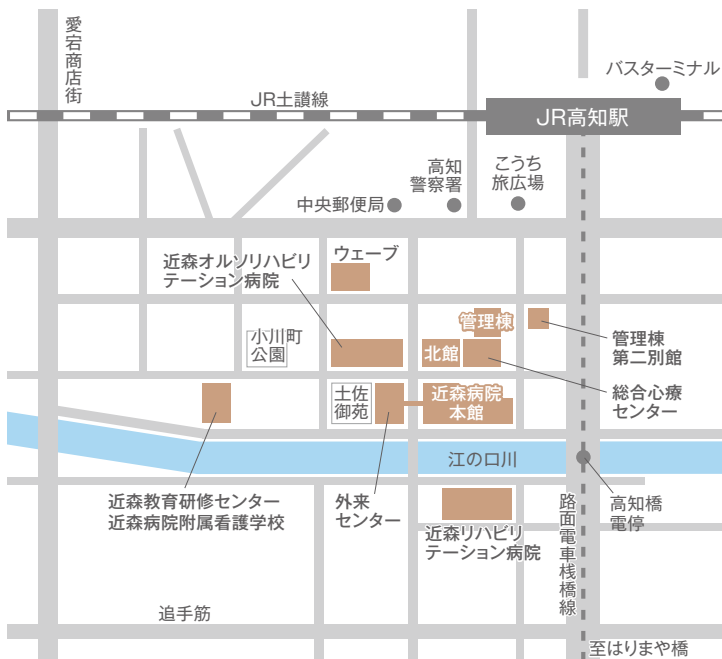 愛宕商店街
バスターミナル
JR土讃線
JR高知駅
高知
警察署
こうち
旅広場
中央郵便局
ウェーブ
近森オルソリハビリ
テーション病院
管理棟
小川町
公園
北館
管理棟
第二別館
総合心療
センター
土佐
御苑
近森病院
本館
江の口川
近森教育研修センター
近森病院附属看護学校
外来
センター
近森リハビリ
テーション病院
高知橋
電停
路面電車桟橋線
追手筋
至はりまや橋